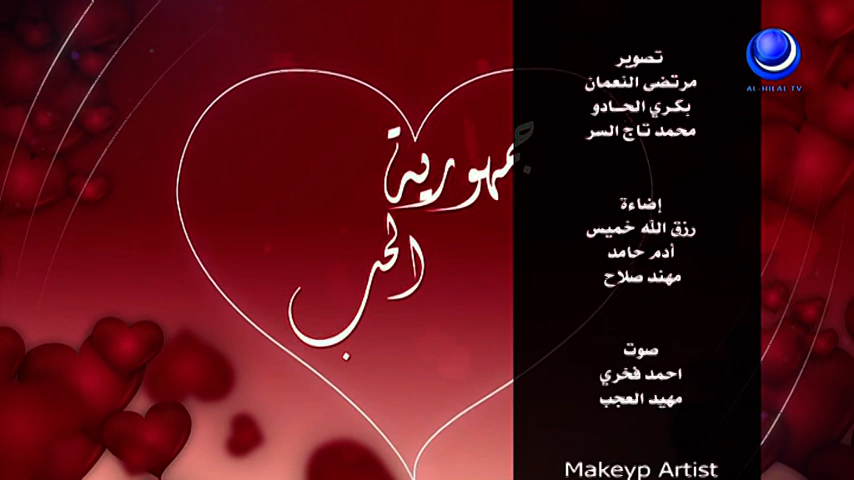 AL-HILAL TV
جمهورية
الحب
تصوير
مرتضى النعمان
بكري الحادو
محمد تاج السر
إضاءة
رزق الله خميس
أدم حامد
مهند صلاح
صوت
احمد فخري
مهيد العجب
Makeyp Artist